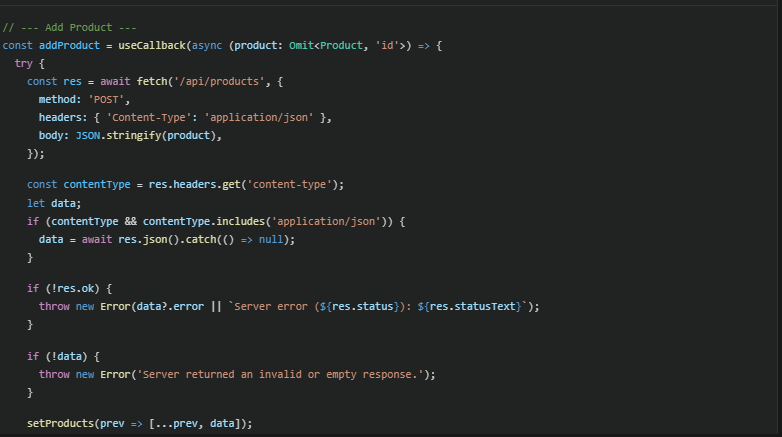 // --- Add Product ---
const addProduct = useCallback(async (product: Omit<Product, 'id'>) => {
  try {
    const res = await fetch('/api/products', {
      method: 'POST',
      headers: { 'Content-Type': 'application/json' },
      body: JSON.stringify(product),
    });

    const contentType = res.headers.get('content-type');
    let data;
    if (contentType && contentType.includes('application/json')) {
      data = await res.json().catch(() => null);
    }

    if (!res.ok) {
      throw new Error(data?.error || `Server error (${res.status}): ${res.statusText}`);
    }

    if (!data) {
      throw new Error('Server returned an invalid or empty response.');
    }

    setProducts(prev => [...prev, data]);